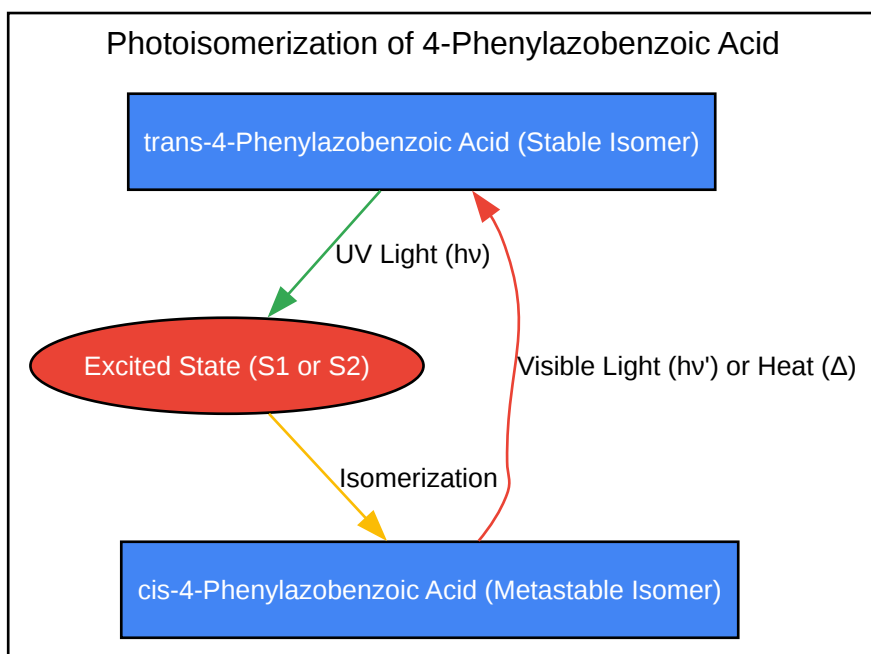 Photoisomerization of 4-Phenylazobenzoic Acid
trans-4-Phenylazobenzoic Acid (Stable Isomer)
UV Light (hν)
Excited State (S1 or S2)
Visible Light (hν') or Heat (Δ)
Isomerization
cis-4-Phenylazobenzoic Acid (Metastable Isomer)